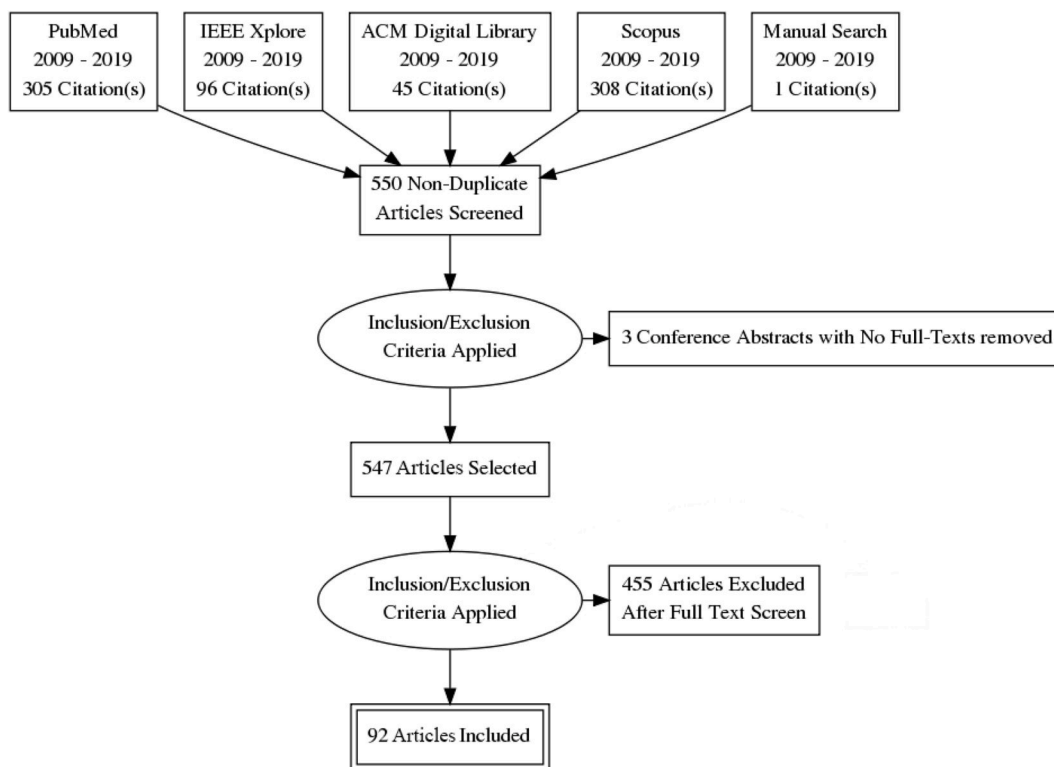 PubMed
2009 - 2019
305 Citation(s)
IEEE Xplore
2009 - 2019
96 Citation(s)
ACM Digital Library
2009 - 2019
45 Citation(s)
Scopus
2009 - 2019
308 Citation(s)
Manual Search
2009 - 2019
1 Citation(s)
550 Non-Duplicate
Articles Screened
Inclusion/Exclusion
Criteria Applied
3 Conference Abstracts with No Full-Texts removed
547 Articles Selected
Inclusion/Exclusion
Criteria Applied
455 Articles Excluded
After Full Text Screen
92 Articles Included